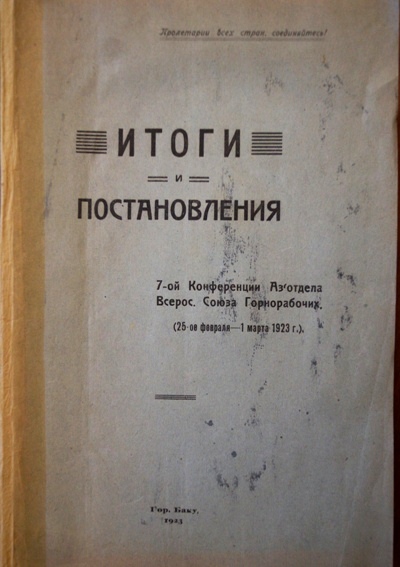 Пролетарии всех стран, соединяйтесь!
ИТОГИ
и
ПОСТАНОВЛЕНИЯ
7-ой Конференции Аз'отдела
Всерос. Союза Горнорабочих.
(25-ое февраля—1 марта 1923 г.).
Гор. Баку.
1923